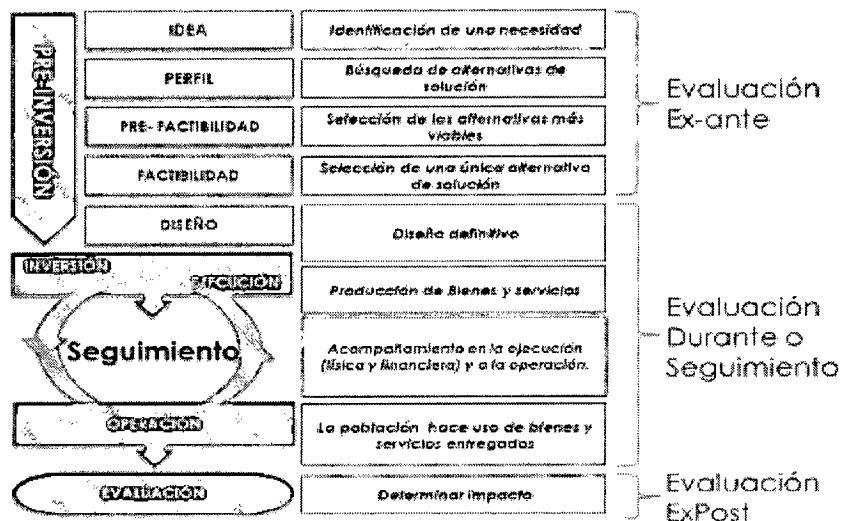 PRE-INVERSIÓN
IDEA
Identificación de una necesidad
PERFIL
Búsqueda de alternativas de
solución
PRE- FACTIBILIDAD
Selección de las alternativas más
viables
FACTIBILIDAD
Selección de una única alternativa
de solución
Evaluación
Ex-ante
DISEÑO
Diseño definitivo
INVERSIÓN
EJECUCIÓN
Producción de Bienes y servicios
Seguimiento
Acompañamiento en la ejecución
(física y financiera) y a la operación.
OPERACIÓN
La población hace uso de bienes y
servicios entregados
Evaluación
Durante o
Seguimiento
EVALUACIÓN
Determinar impacto
Evaluación
ExPost